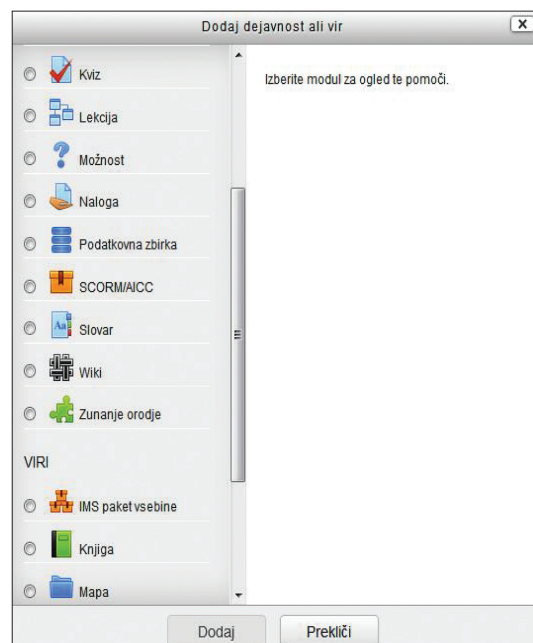 Dodaj dejavnost ali vir
x
Kviz
Izberite modul za ogled te pomoči.
Lekcija
Možnost
Naloga
Podatkovna zbirka
SCORM/AICC
Aa
Slovar
Wiki
Zunanje orodje
VIRI
IMS paket vsebine
Knjiga
Mapa
Dodaj
Prekliči